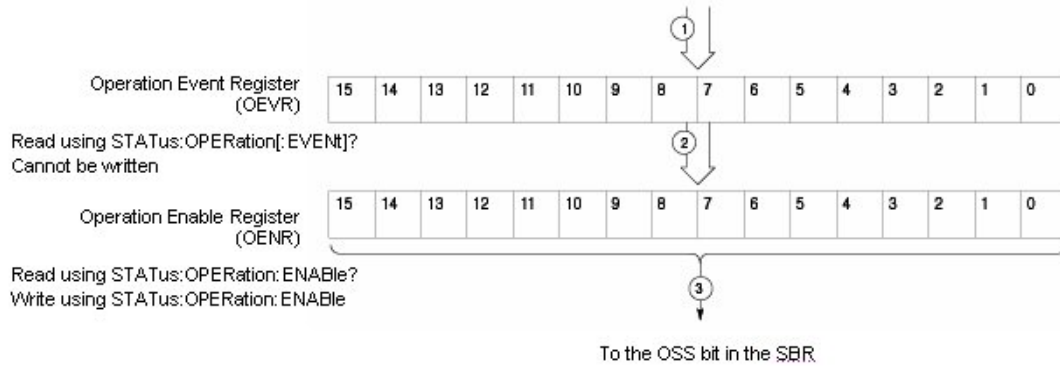 1
Operation Event Register
(OEVR)
15 14 13 12 11 10 9 8 7 6 5 4 3 2 1 0
Read using STATus:OPERation[:EVENt]?
Cannot be written
2
Operation Enable Register
(OENR)
15 14 13 12 11 10 9 8 7 6 5 4 3 2 1 0
Read using STATus:OPERation:ENABle?
Write using STATus:OPERation:ENABle
3
To the OSS bit in the SBR